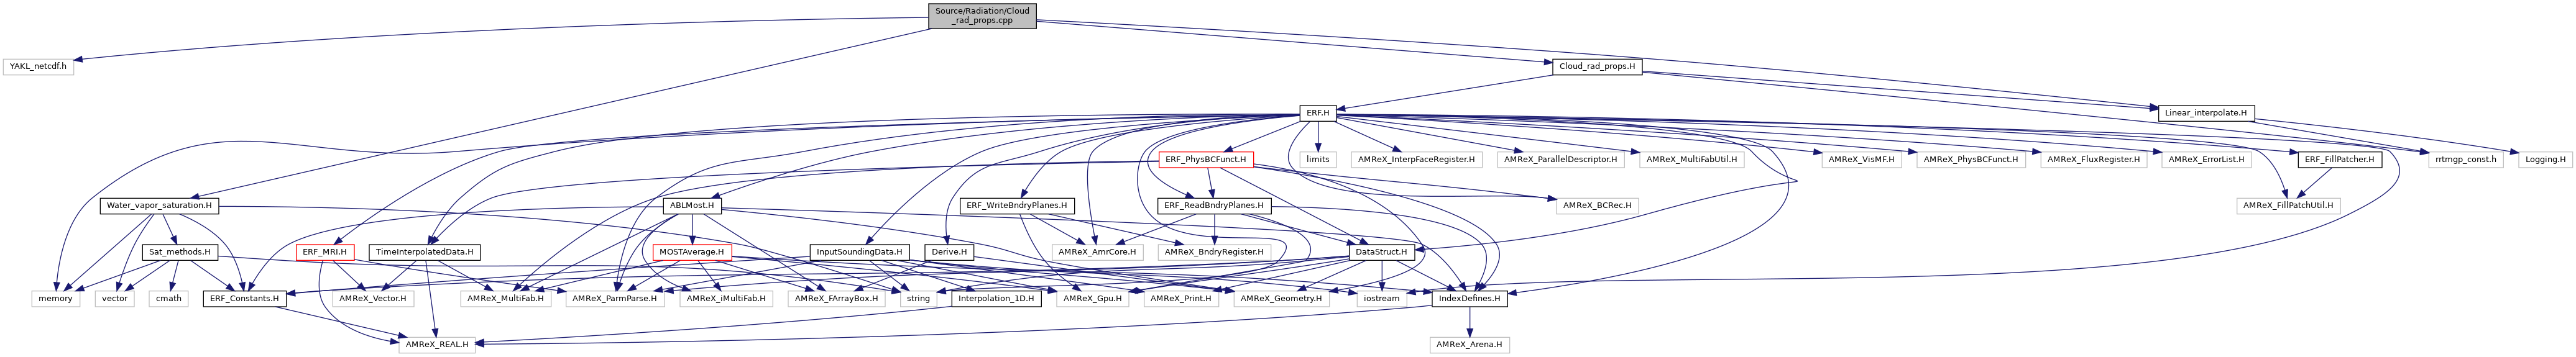 Source/Radiation/Cloud
_rad_props.cpp
YAKL_netcdf.h
Cloud_rad_props.H
ERF.H
Linear_interpolate.H
ERF_PhysBCFunct.H
limits
AMReX_InterpFaceRegister.H
AMReX_ParallelDescriptor.H
AMReX_MultiFabUtil.H
AMReX_VisMF.H
AMReX_PhysBCFunct.H
AMReX_FluxRegister.H
AMReX_ErrorList.H
ERF_FillPatcher.H
rrtmgp_const.h
Logging.H
Water_vapor_saturation.H
ABLMost.H
ERF_WriteBndryPlanes.H
ERF_ReadBndryPlanes.H
AMReX_BCRec.H
AMReX_FillPatchUtil.H
Sat_methods.H
ERF_MRI.H
TimeInterpolatedData.H
MOSTAverage.H
InputSoundingData.H
Derive.H
AMReX_AmrCore.H
AMReX_BndryRegister.H
DataStruct.H
memory
vector
cmath
ERF_Constants.H
AMReX_Vector.H
AMReX_MultiFab.H
AMReX_ParmParse.H
AMReX_iMultiFab.H
AMReX_FArrayBox.H
string
Interpolation_1D.H
AMReX_Gpu.H
AMReX_Print.H
AMReX_Geometry.H
iostream
IndexDefines.H
AMReX_REAL.H
AMReX_Arena.H